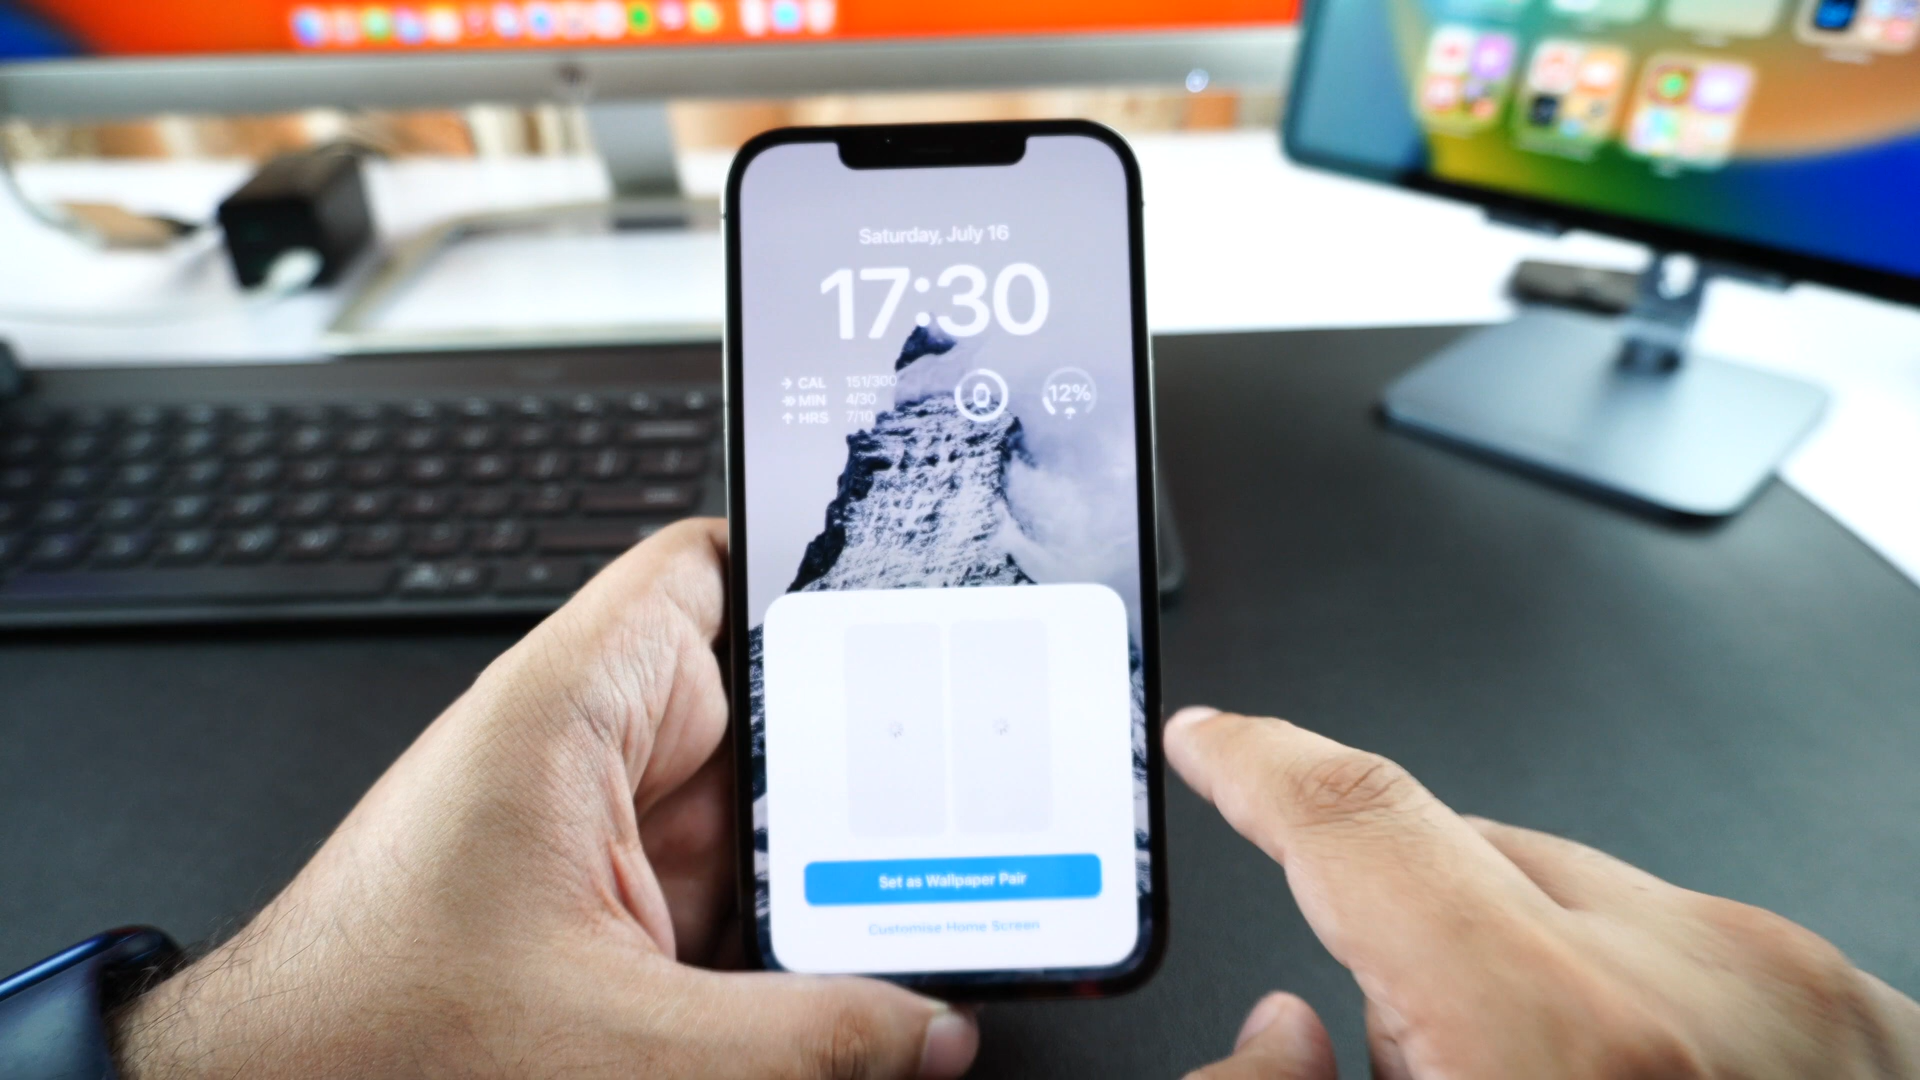 Saturday, July 16
17:30
CAL 151/300
MIN 4/30
HRS 7/10
12%
Set as Wallpaper Pair
Customise Home Screen